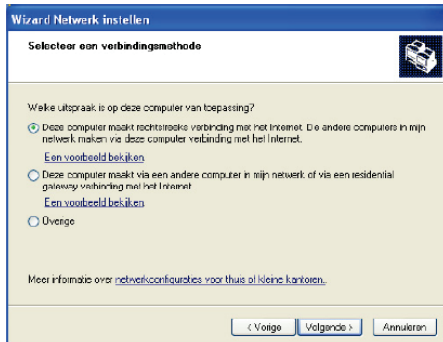 Wizard Netwerk instellen
Selecteer een verbindingsmethode
Welke uitspraak is op deze computer van toepassing?
Deze computer maakt rechtstreeks verbinding met het Internet. De andere computers in mijn
netwerk maken via deze computer verbinding met het Internet.
Een voorbeeld bekijken.
Deze computer maakt via een andere computer in mijn netwerk of via een residential
gateway verbinding met het Internet.
Een voorbeeld bekijken.
Overige
Meer informatie over netwerkconfiguraties voor thuis of kleine kantoren.
< Vorige
Volgende >
Annuleren